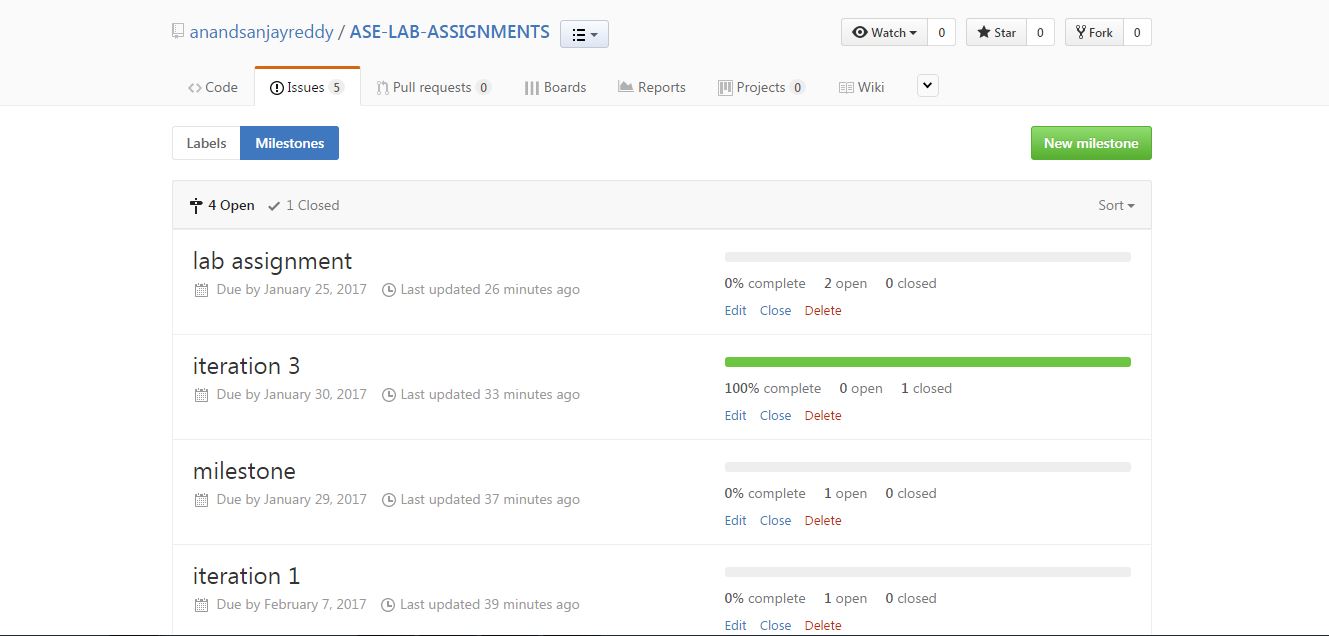 anandsanjayreddy / ASE-LAB-ASSIGNMENTS
Watch 0 Star 0 Fork 0
Code Issues 5 Pull requests 0 Boards Reports Projects 0 Wiki
Labels Milestones New milestone
4 Open 1 Closed Sort
lab assignment
Due by January 25, 2017 Last updated 26 minutes ago
0% complete 2 open 0 closed
Edit Close Delete
iteration 3
Due by January 30, 2017 Last updated 33 minutes ago
100% complete 0 open 1 closed
Edit Close Delete
milestone
Due by January 29, 2017 Last updated 37 minutes ago
0% complete 1 open 0 closed
Edit Close Delete
iteration 1
Due by February 7, 2017 Last updated 39 minutes ago
0% complete 1 open 0 closed
Edit Close Delete